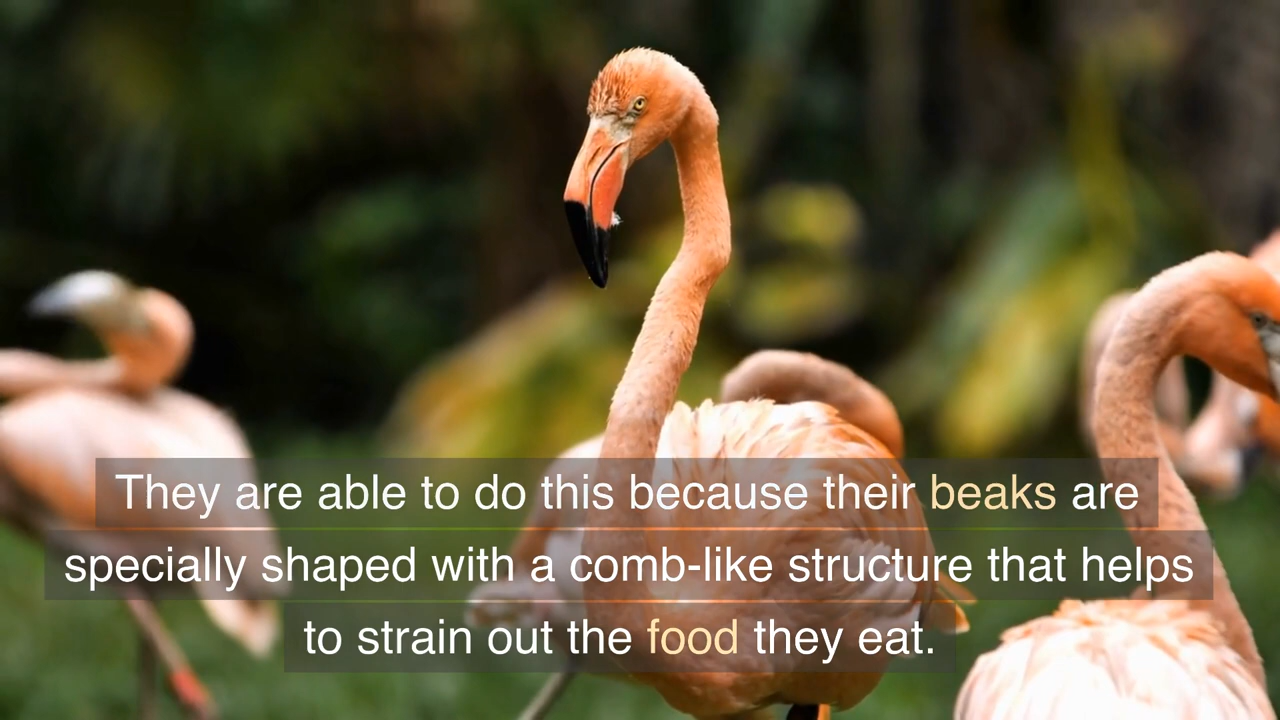 They are able to do this because their beaks are
specially shaped with a comb-like structure that helps
to strain out the food they eat.